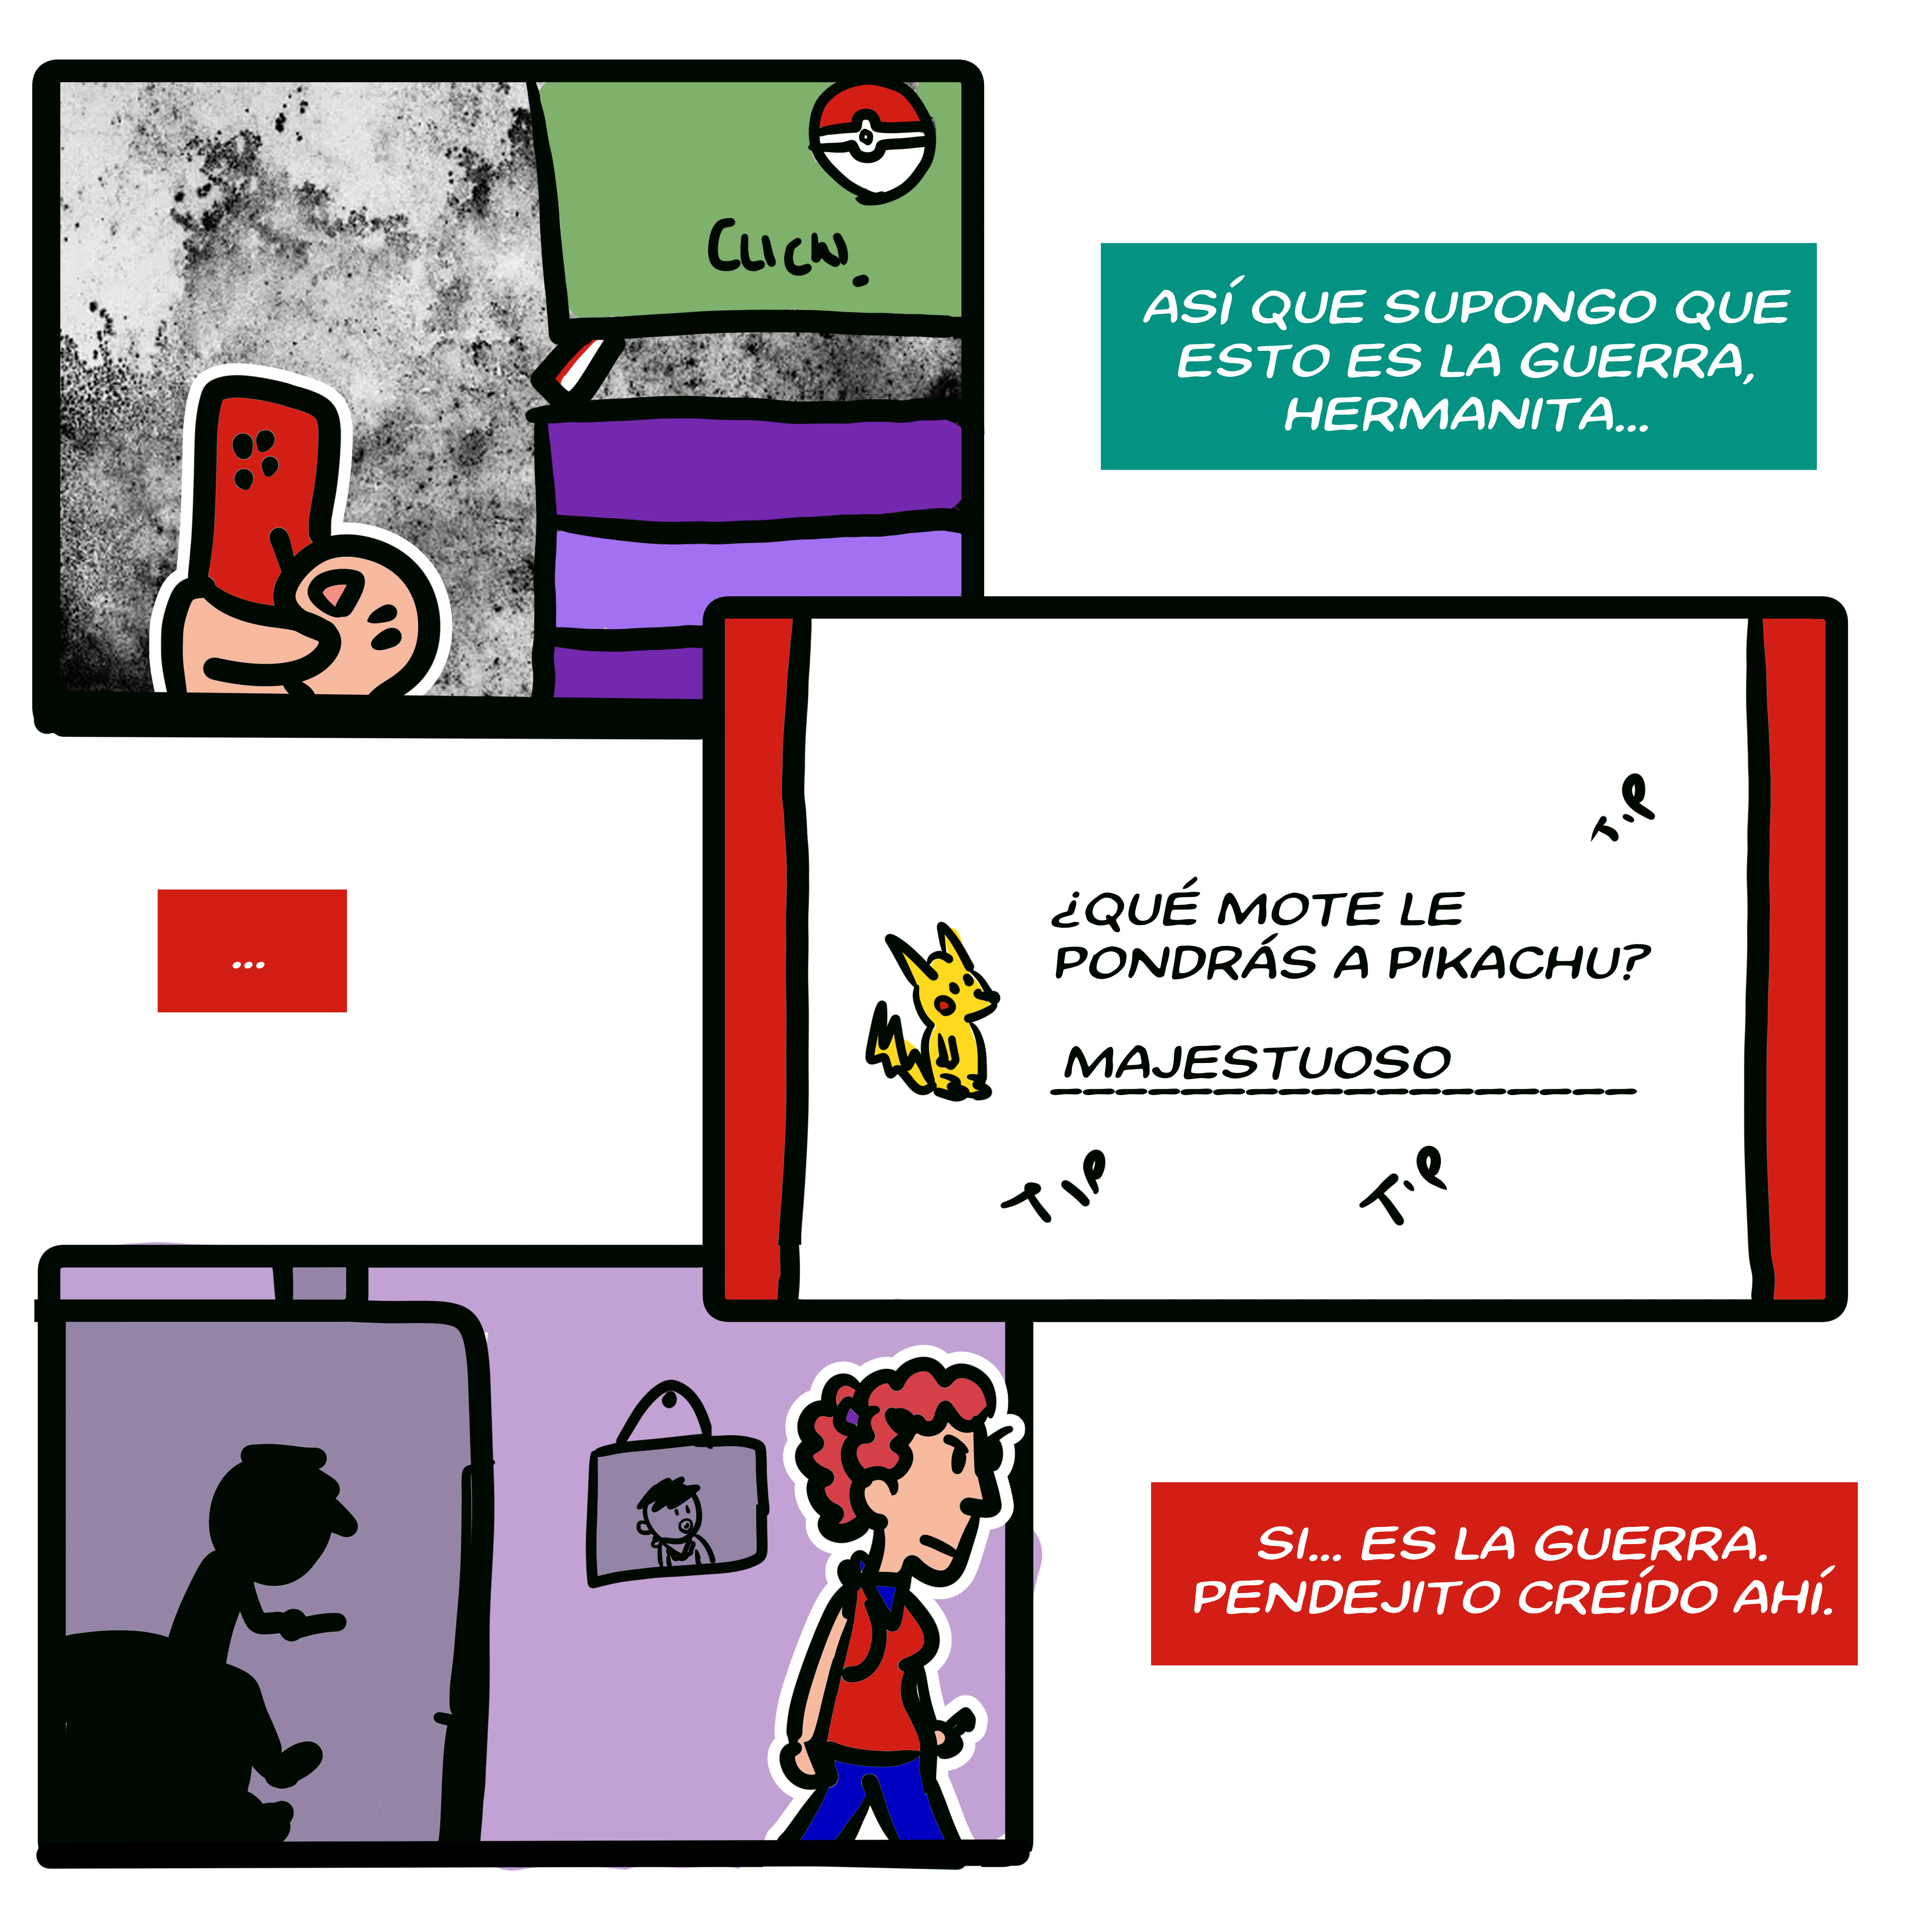 CLICK!
ASÍ QUE SUPONGO QUE
ESTO ES LA GUERRA,
HERMANITA...
TIP
...
¿QUÉ MOTE LE
PONDRÁS A PIKACHU?
MAJESTUOSO
TIP
TIP
SI... ES LA GUERRA.
PENDEJITO CREÍDO AHÍ.